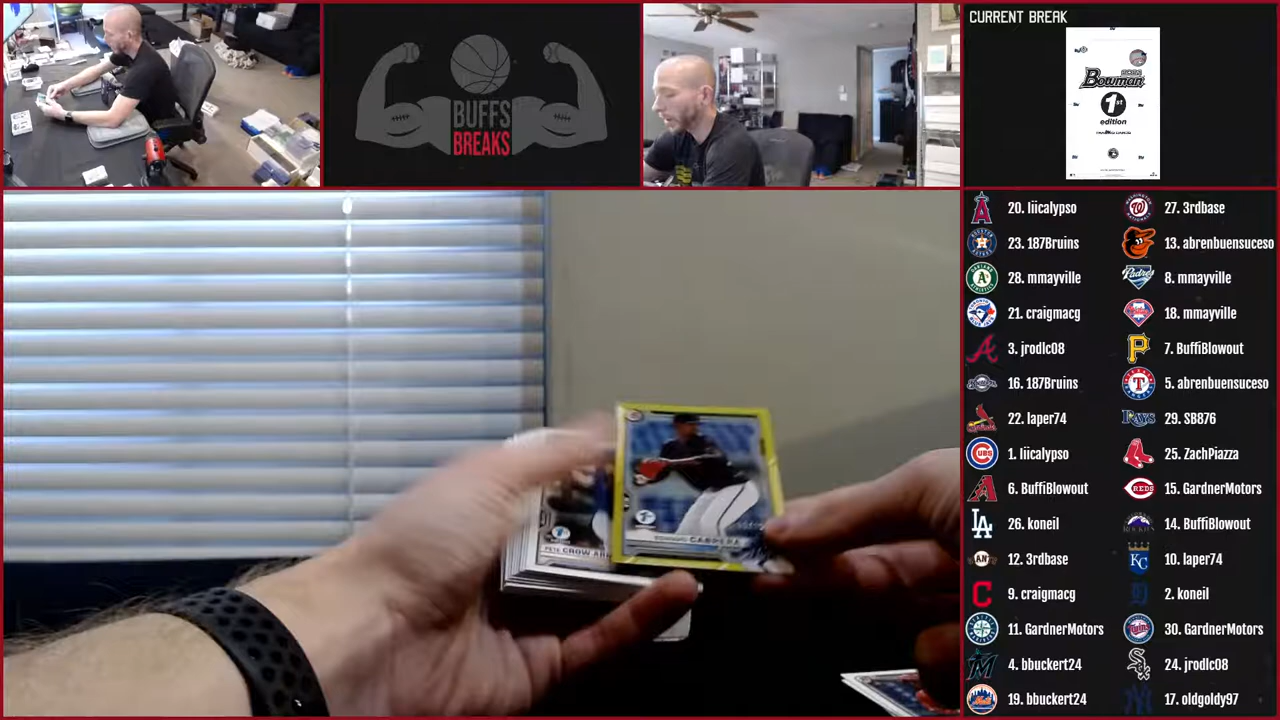 BUFFS
BREAKS
CURRENT BREAK
Bowman
1st
edition
20. liicalypso
27. 3rdbase
23. 187Bruins
13. abrenbuensuceso
28. mmayville
8. mmayville
21. craigmacg
18. mmayville
3. jrodlc08
7. BuffiBlowout
16. 187Bruins
5. abrenbuensuceso
22. laper74
29. SB876
1. liicalypso
25. ZachPiazza
6. BuffiBlowout
15. GardnerMotors
26. koneil
14. BuffiBlowout
12. 3rdbase
10. laper74
9. craigmacg
2. koneil
11. GardnerMotors
30. GardnerMotors
4. bbuckert24
24. jrodlc08
19. bbuckert24
17. oldgoldy97
PETE CROW
CABRERA